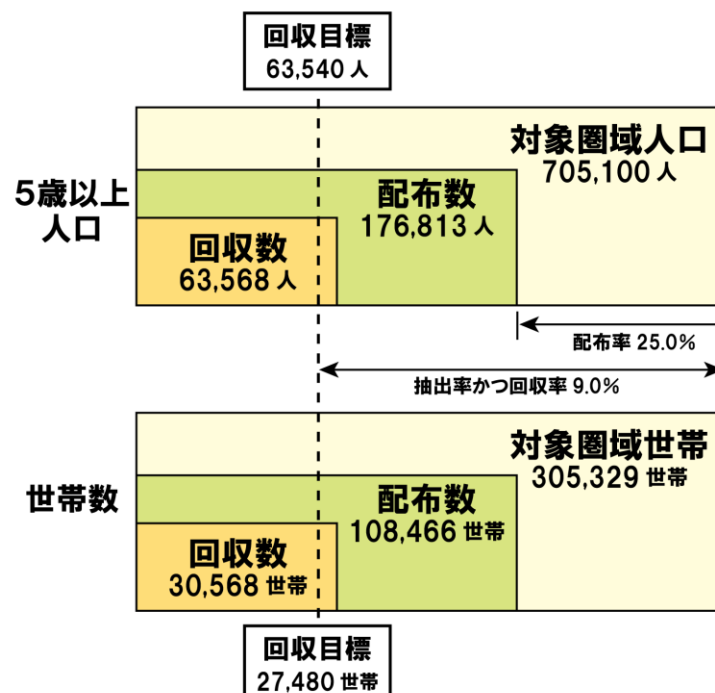 回収目標
63,540 人
5歳以上
人口
対象圏域人口
705,100 人
配布数
176,813 人
回収数
63,568 人
配布率 25.0%
抽出率かつ回収率 9.0%
世帯数
対象圏域世帯
305,329 世帯
配布数
108,466 世帯
回収数
30,568 世帯
回収目標
27,480 世帯